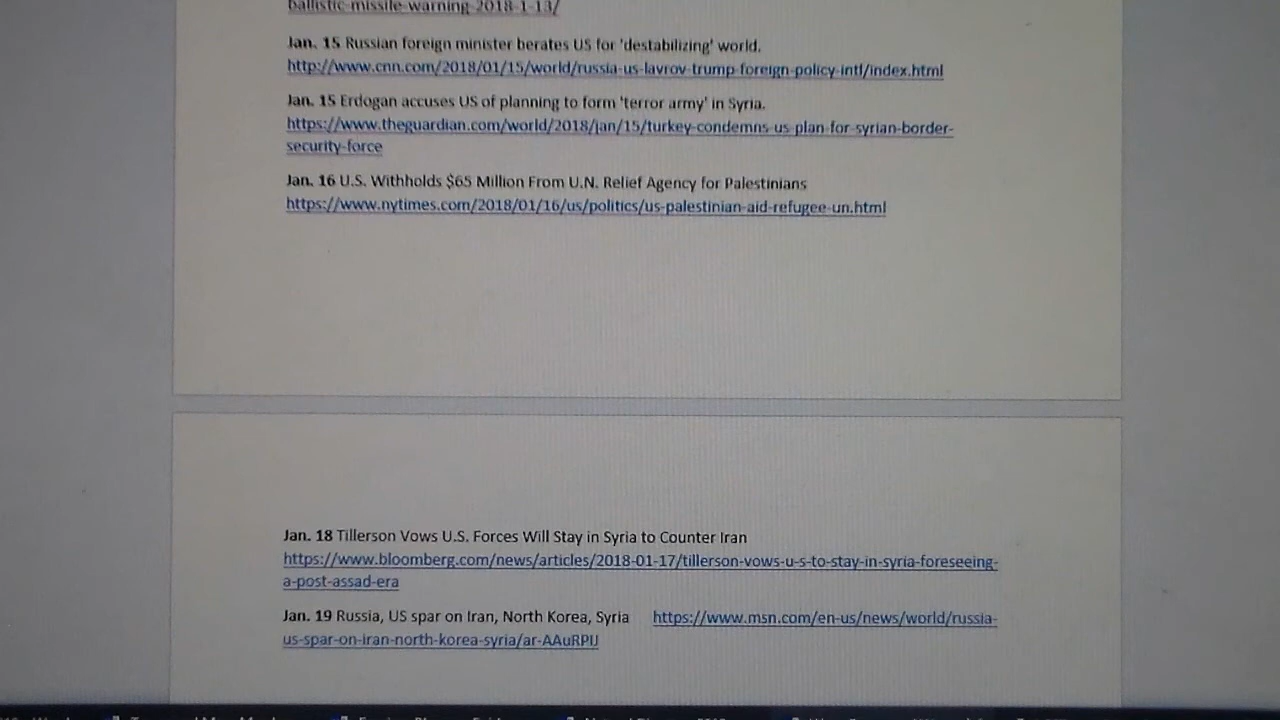 ballistic-missile-warning-2018-1-13/
Jan. 15 Russian foreign minister berates US for 'destabilizing' world.
http://www.cnn.com/2018/01/15/world/russia-us-lavrov-trump-foreign-policy-intl/index.html
Jan. 15 Erdogan accuses US of planning to form 'terror army' in Syria.
https://www.theguardian.com/world/2018/jan/15/turkey-condemns-us-plan-for-syrian-border-
security-force
Jan. 16 U.S. Withholds $65 Million From U.N. Relief Agency for Palestinians
https://www.nytimes.com/2018/01/16/us/politics/us-palestinian-aid-refugee-un.html
Jan. 18 Tillerson Vows U.S. Forces Will Stay in Syria to Counter Iran
https://www.bloomberg.com/news/articles/2018-01-17/tillerson-vows-u-s-to-stay-in-syria-foreseeing-
a-post-assad-era
Jan. 19 Russia, US spar on Iran, North Korea, Syria https://www.msn.com/en-us/news/world/russia-
us-spar-on-iran-north-korea-syria/ar-AAuRPIJ